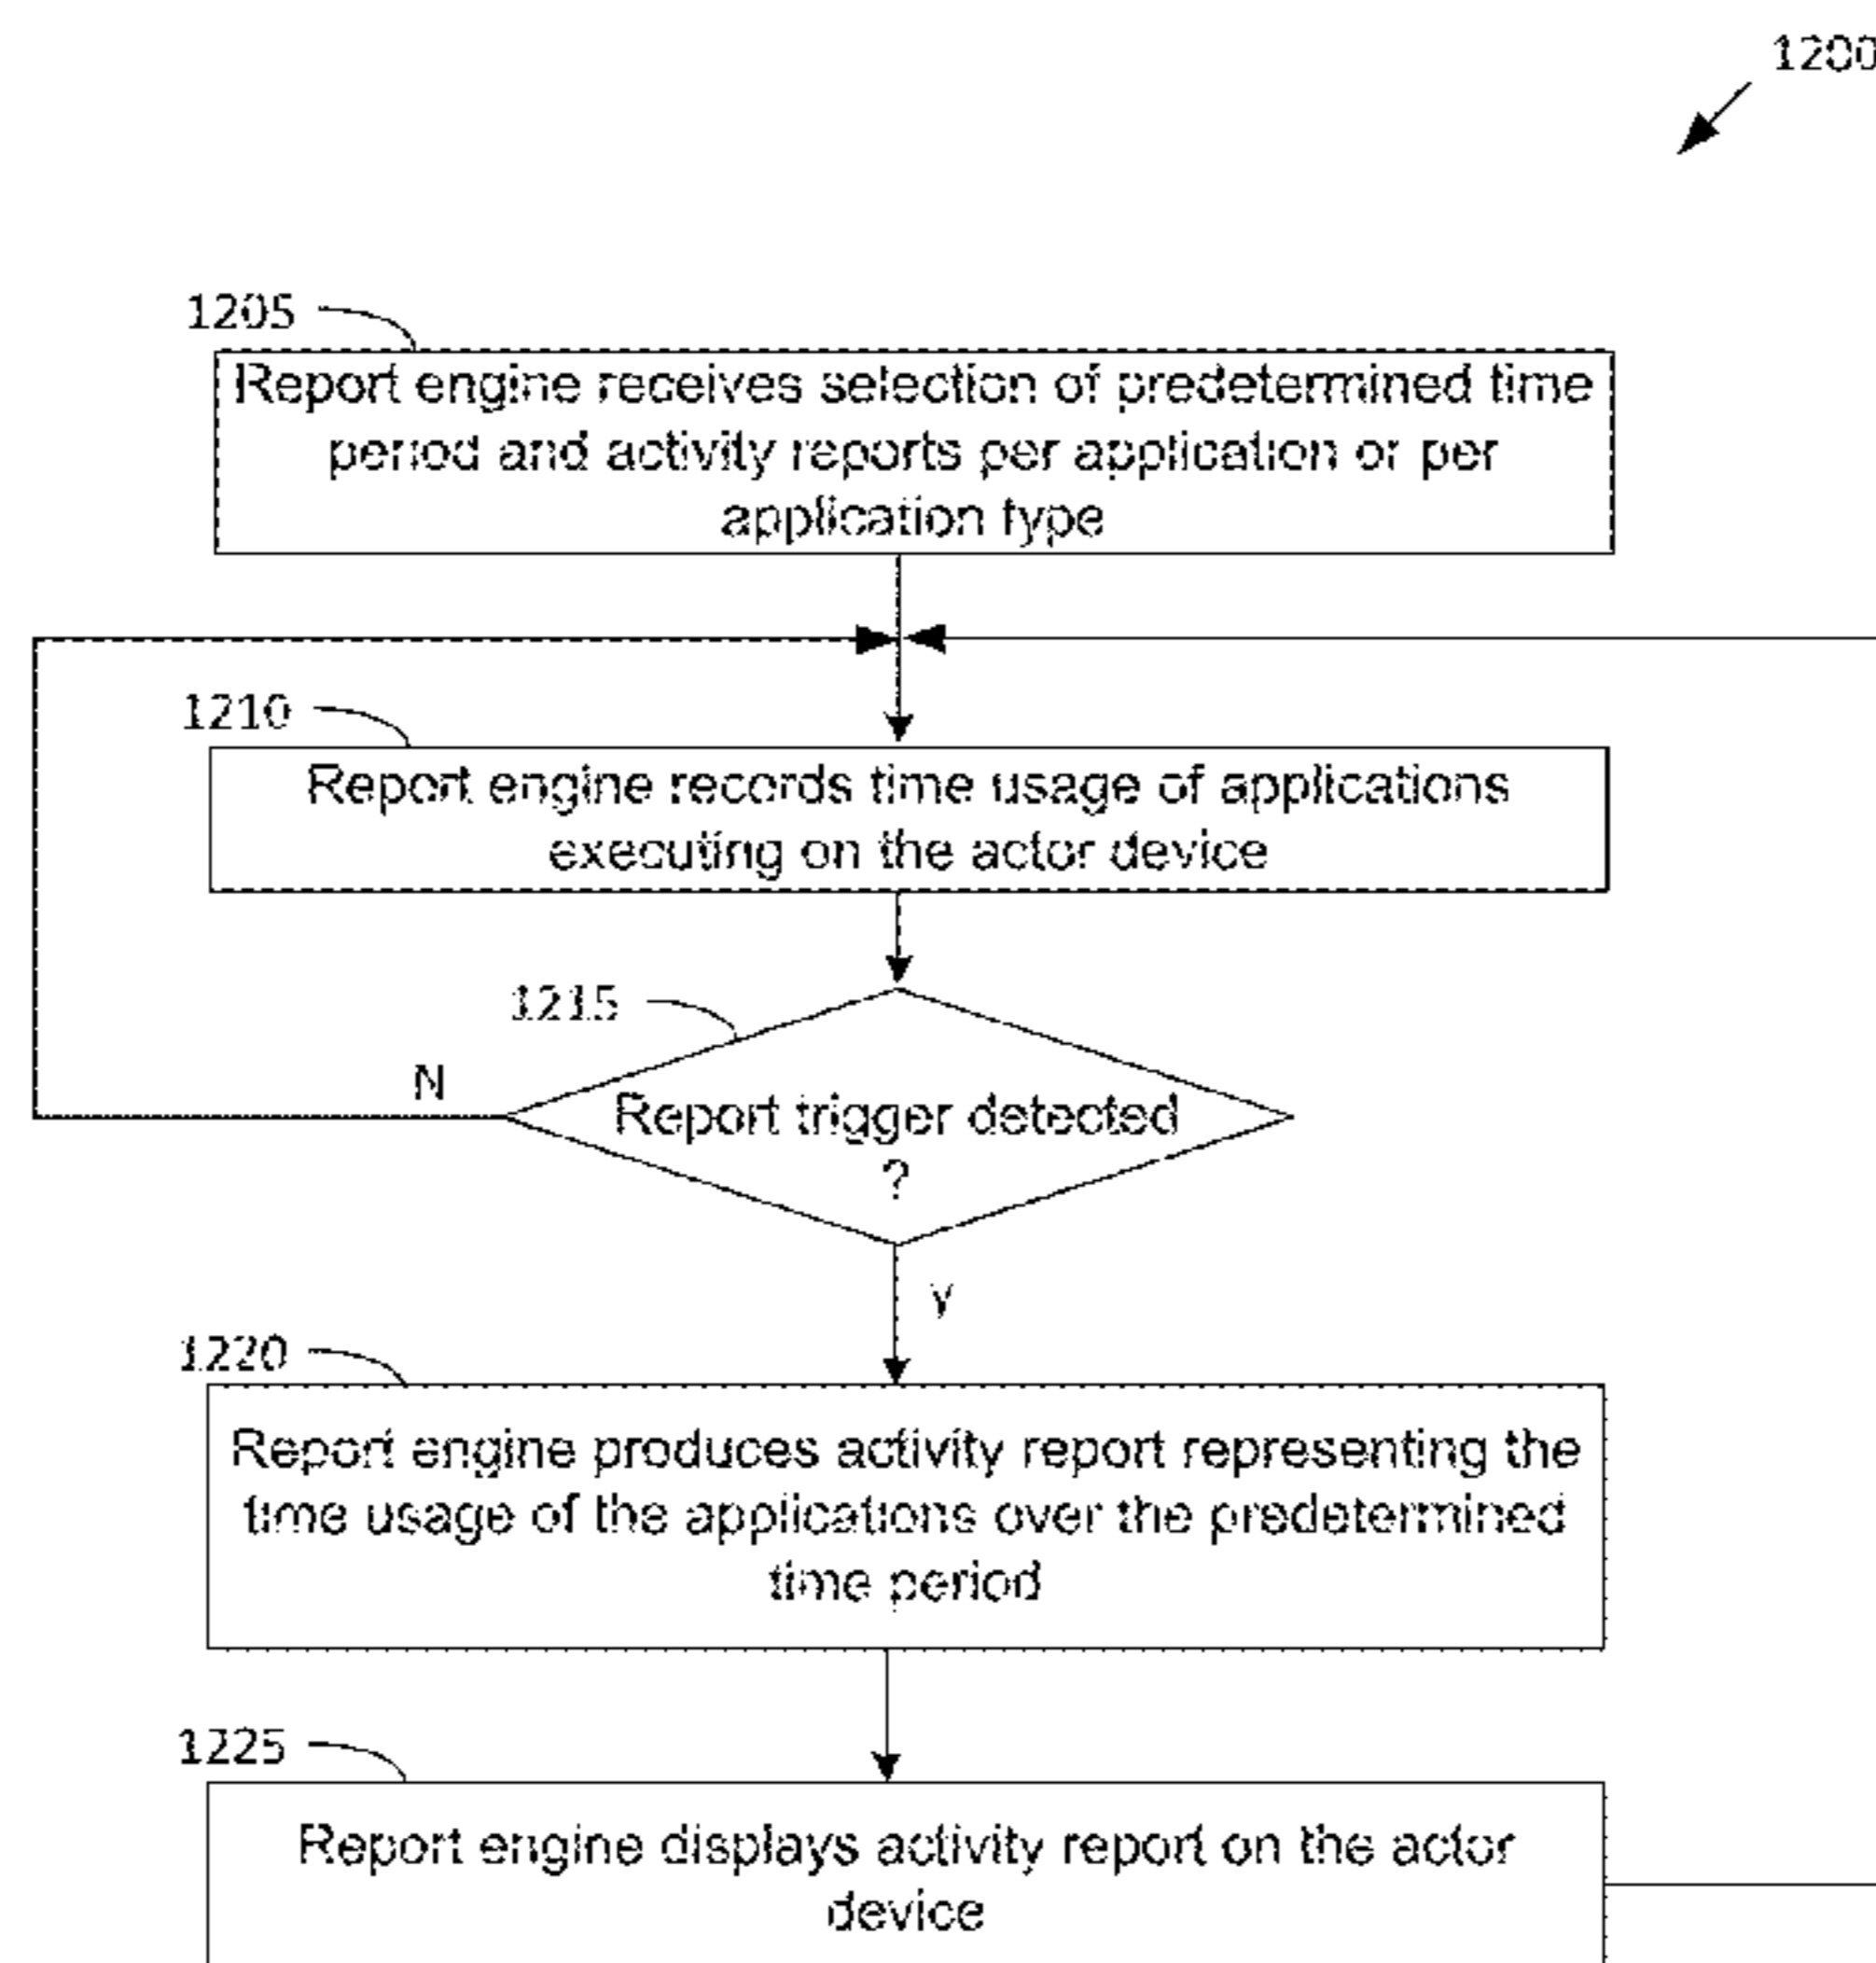 1200
1205
Report engine receives selection of predetermined time
period and activity reports per application or per
application type
1210
Report engine records time usage of applications
executing on the actor device
1215
N
Report trigger detected
?
Y
1220
Report engine produces activity report representing the
time usage of the applications over the predetermined
time period
1225
Report engine displays activity report on the actor
device